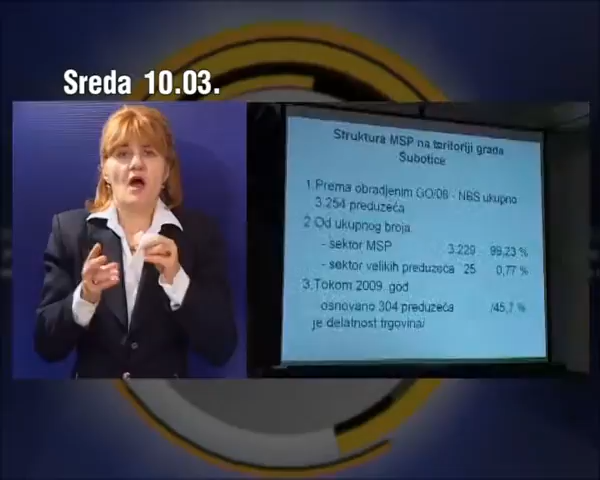 Sreda 10.03.
Struktura MSP na teritoriji grada
Subotice
1.Prema obradjenim GO/08 - NBS ukupno
3.254 preduzeća
2.Od ukupnog broja
- sektor MSP 3.229 99,23 %
- sektor velikih preduzeća 25 0,77 %
3.Tokom 2009. god
osnovano 304 preduzeća /45,7 %
je delatnost trgovina/